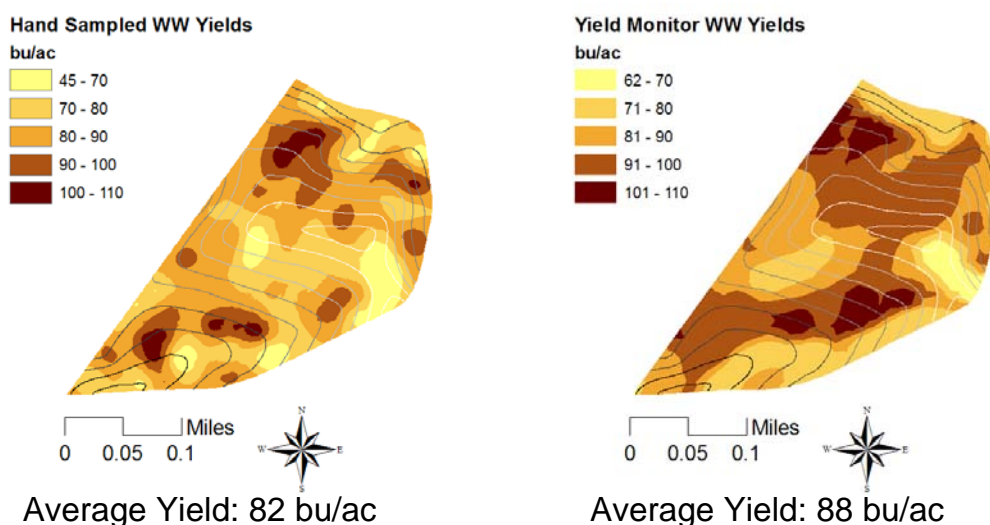 Hand Sampled WW Yields
bu/ac
45 - 70
70 - 80
80 - 90
90 - 100
100 - 110
Miles
0 0.05 0.1
N
W E
S
Average Yield: 82 bu/ac
Yield Monitor WW Yields
bu/ac
62 - 70
71 - 80
81 - 90
91 - 100
101 - 110
Miles
0 0.05 0.1
N
W E
S
Average Yield: 88 bu/ac